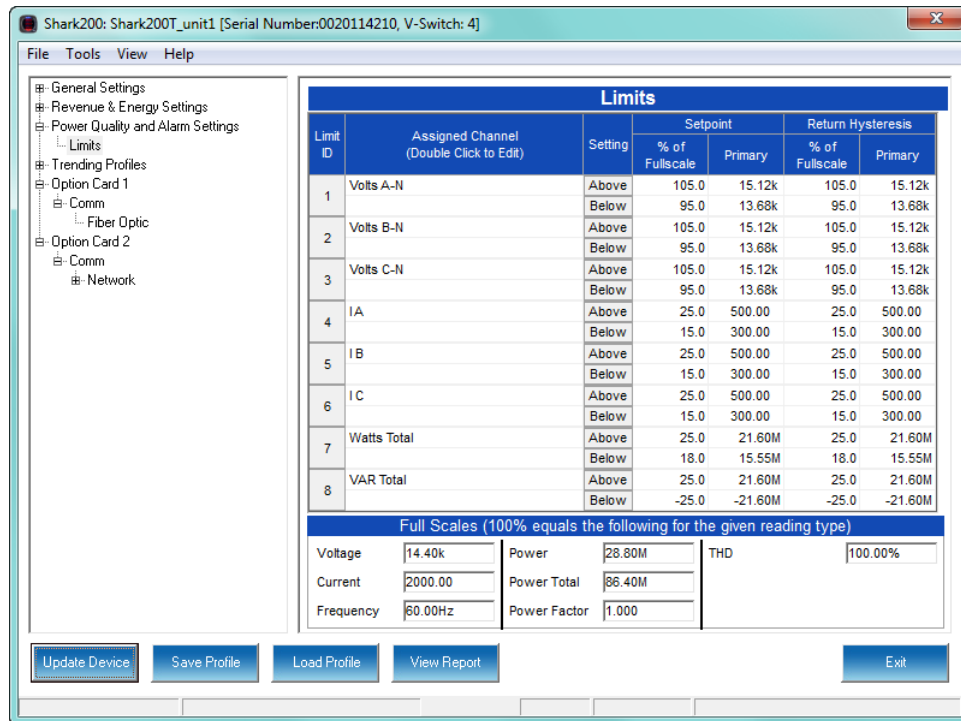 Shark200: Shark200T_unit1 [Serial Number:0020114210, V-Switch: 4]
File Tools View Help
General Settings
Revenue & Energy Settings
Power Quality and Alarm Settings
Limits
Trending Profiles
Option Card 1
Comm
Fiber Optic
Option Card 2
Comm
Network
Limits
Limit ID
Assigned Channel
(Double Click to Edit)
Setting
Setpoint
Return Hysteresis
% of Fullscale
Primary
% of Fullscale
Primary
1 Volts A-N Above 105.0 15.12k 105.0 15.12k
Below 95.0 13.68k 95.0 13.68k
2 Volts B-N Above 105.0 15.12k 105.0 15.12k
Below 95.0 13.68k 95.0 13.68k
3 Volts C-N Above 105.0 15.12k 105.0 15.12k
Below 95.0 13.68k 95.0 13.68k
4 I A Above 25.0 500.00 25.0 500.00
Below 15.0 300.00 15.0 300.00
5 I B Above 25.0 500.00 25.0 500.00
Below 15.0 300.00 15.0 300.00
6 I C Above 25.0 500.00 25.0 500.00
Below 15.0 300.00 15.0 300.00
7 Watts Total Above 25.0 21.60M 25.0 21.60M
Below 18.0 15.55M 18.0 15.55M
8 VAR Total Above 25.0 21.60M 25.0 21.60M
Below -25.0 -21.60M -25.0 -21.60M
Full Scales (100% equals the following for the given reading type)
Voltage 14.40k Power 28.80M THD 100.00%
Current 2000.00 Power Total 86.40M
Frequency 60.00Hz Power Factor 1.000
Update Device Save Profile Load Profile View Report Exit